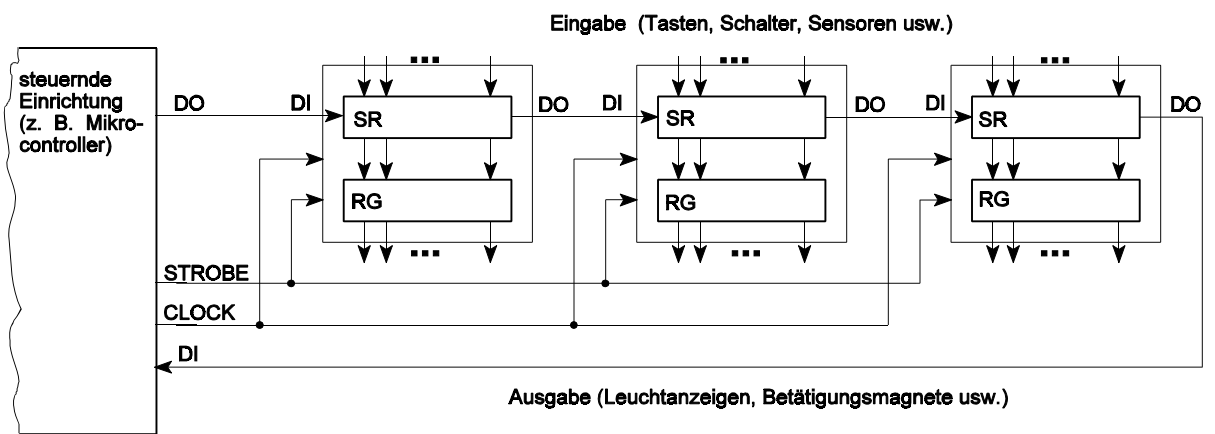 Eingabe (Tasten, Schalter, Sensoren usw.)
steuernde
Einrichtung
(z. B. Mikro-
controller)
DO
DI
SR
RG
DO
DI
SR
RG
DO
DI
SR
RG
DO
STROBE
CLOCK
DI
Ausgabe (Leuchtanzeigen, Betätigungsmagnete usw.)